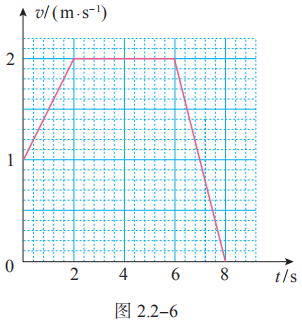 v/(m·s⁻¹)
2
1
0
2 4 6 8 t/s
图 2.2-6